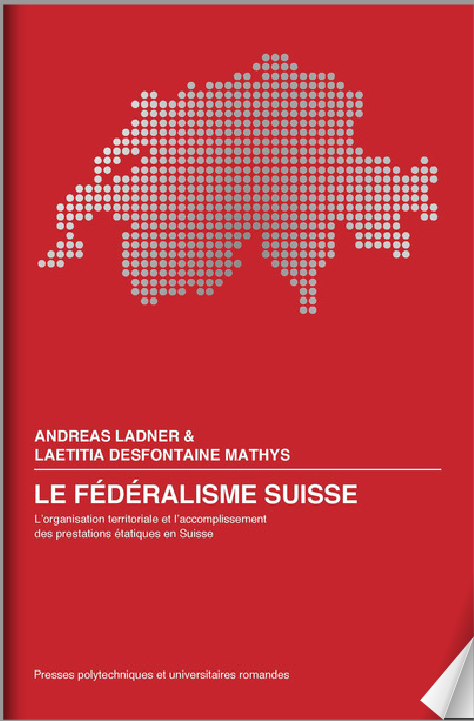 ANDREAS LADNER &
LAETITIA DESFONTAINE MATHYS
LE FÉDÉRALISME SUISSE
L'organisation territoriale et l'accomplissement
des prestations étatiques en Suisse
Presses polytechniques et universitaires romandes